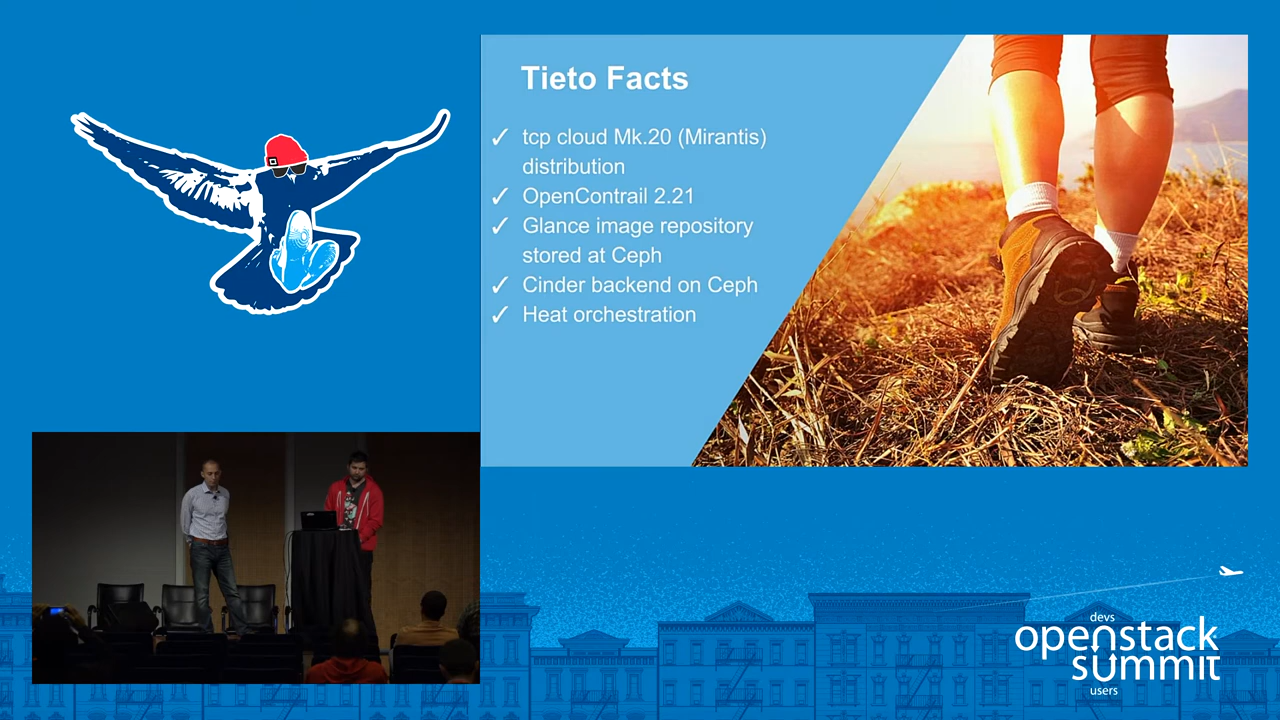 Tieto Facts
✓ tcp cloud Mk.20 (Mirantis)
distribution
✓ OpenContrail 2.21
✓ Glance image repository
stored at Ceph
✓ Cinder backend on Ceph
✓ Heat orchestration
devs
openstack
summit
users